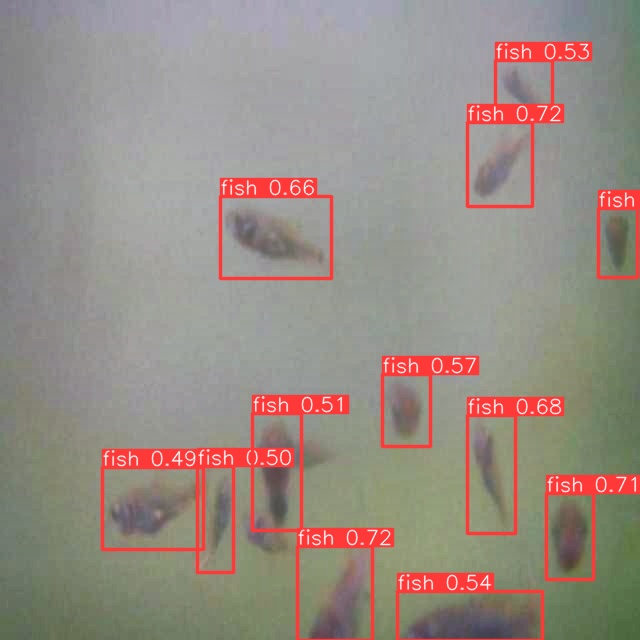 fish 0.53
fish 0.72
fish 0.66
fish
fish 0.57
fish 0.51
fish 0.68
fish 0.49
fish 0.50
fish 0.71
fish 0.72
fish 0.54